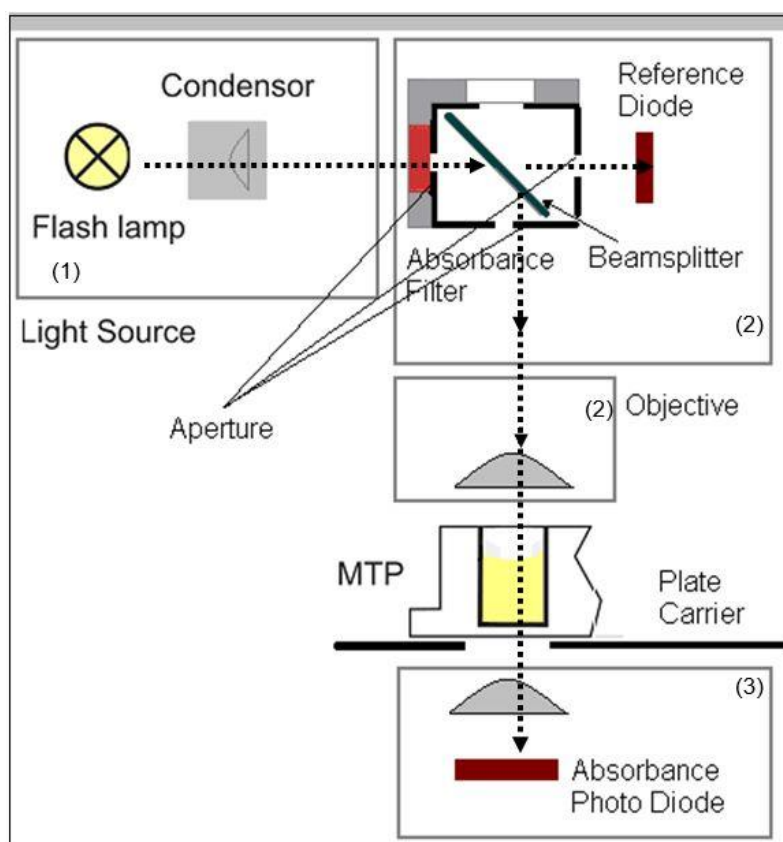 Condensor
Flash lamp
(1)
Light Source
Reference
Diode
Absorbance
Filter
Beamsplitter
(2)
Aperture
(2)
Objective
MTP
Plate
Carrier
(3)
Absorbance
Photo Diode